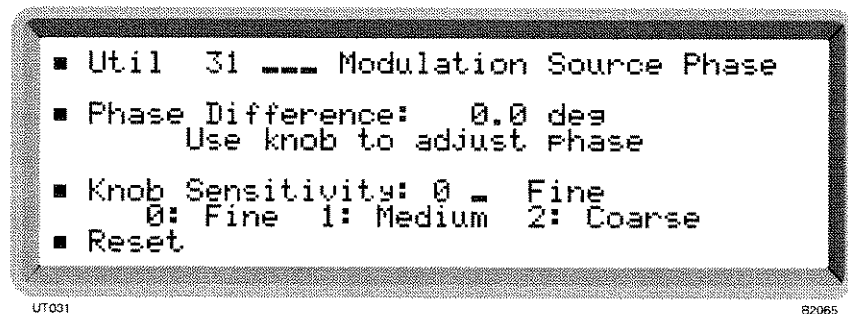 ▪ Util 31 ___ Modulation Source Phase
▪ Phase Difference: 0.0 deg
Use knob to adjust phase
▪ Knob Sensitivity: 0 _ Fine
0: Fine 1: Medium 2: Coarse
▪ Reset
UT031 B2065